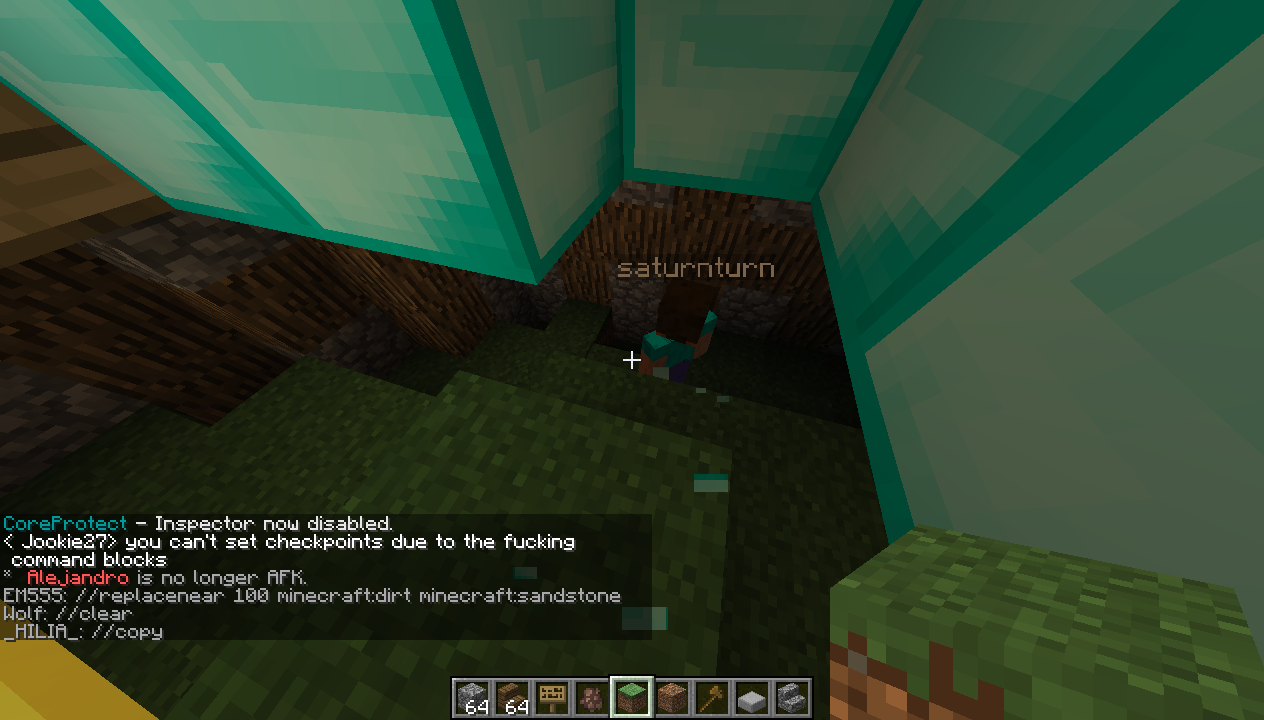 saturnturn
CoreProtect - Inspector now disabled.
< Jookie27> you can't set checkpoints due to the fucking
command blocks
* Alejandro is no longer AFK.
EM555: //replacenear 100 minecraft:dirt minecraft:sandstone
Wolf: //clear
_HILIA_: //copy
64 64